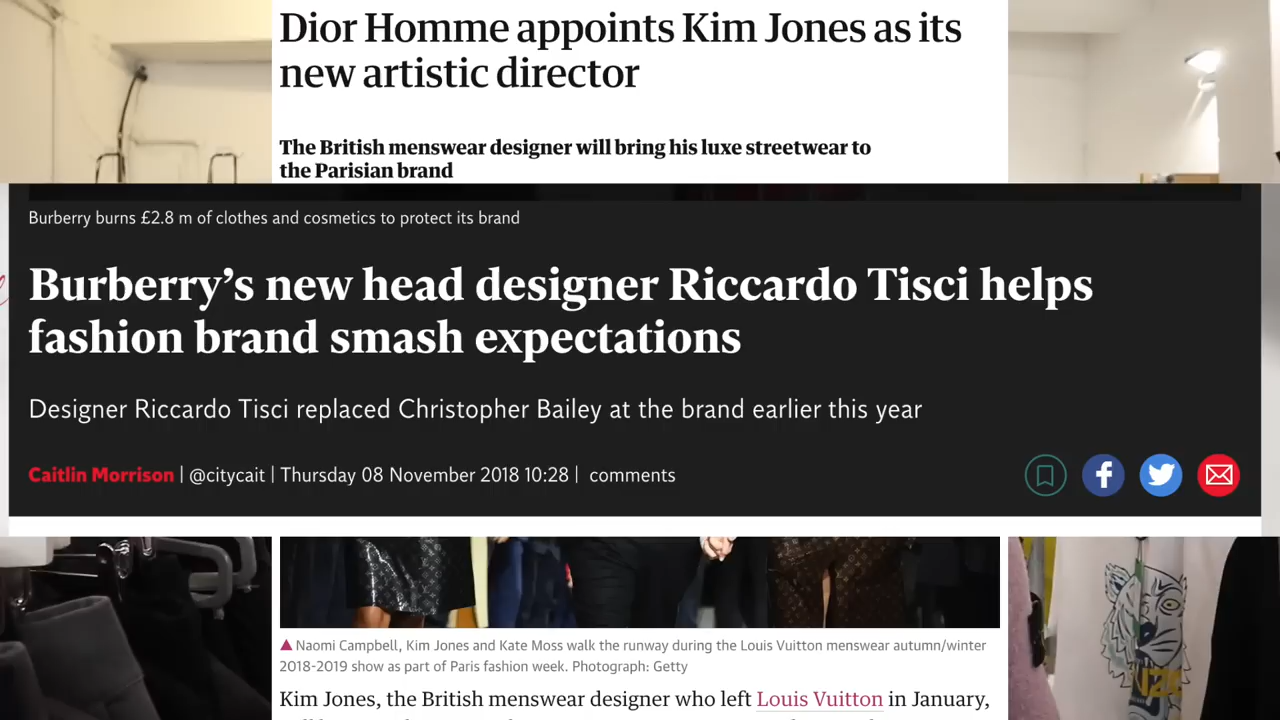 Dior Homme appoints Kim Jones as its
new artistic director
The British menswear designer will bring his luxe streetwear to
the Parisian brand
Burberry burns £2.8 m of clothes and cosmetics to protect its brand
Burberry’s new head designer Riccardo Tisci helps
fashion brand smash expectations
Designer Riccardo Tisci replaced Christopher Bailey at the brand earlier this year
Caitlin Morrison | @citycait | Thursday 08 November 2018 10:28 | comments
▲ Naomi Campbell, Kim Jones and Kate Moss walk the runway during the Louis Vuitton menswear autumn/winter
2018-2019 show as part of Paris fashion week. Photograph: Getty
Kim Jones, the British menswear designer who left Louis Vuitton in January,